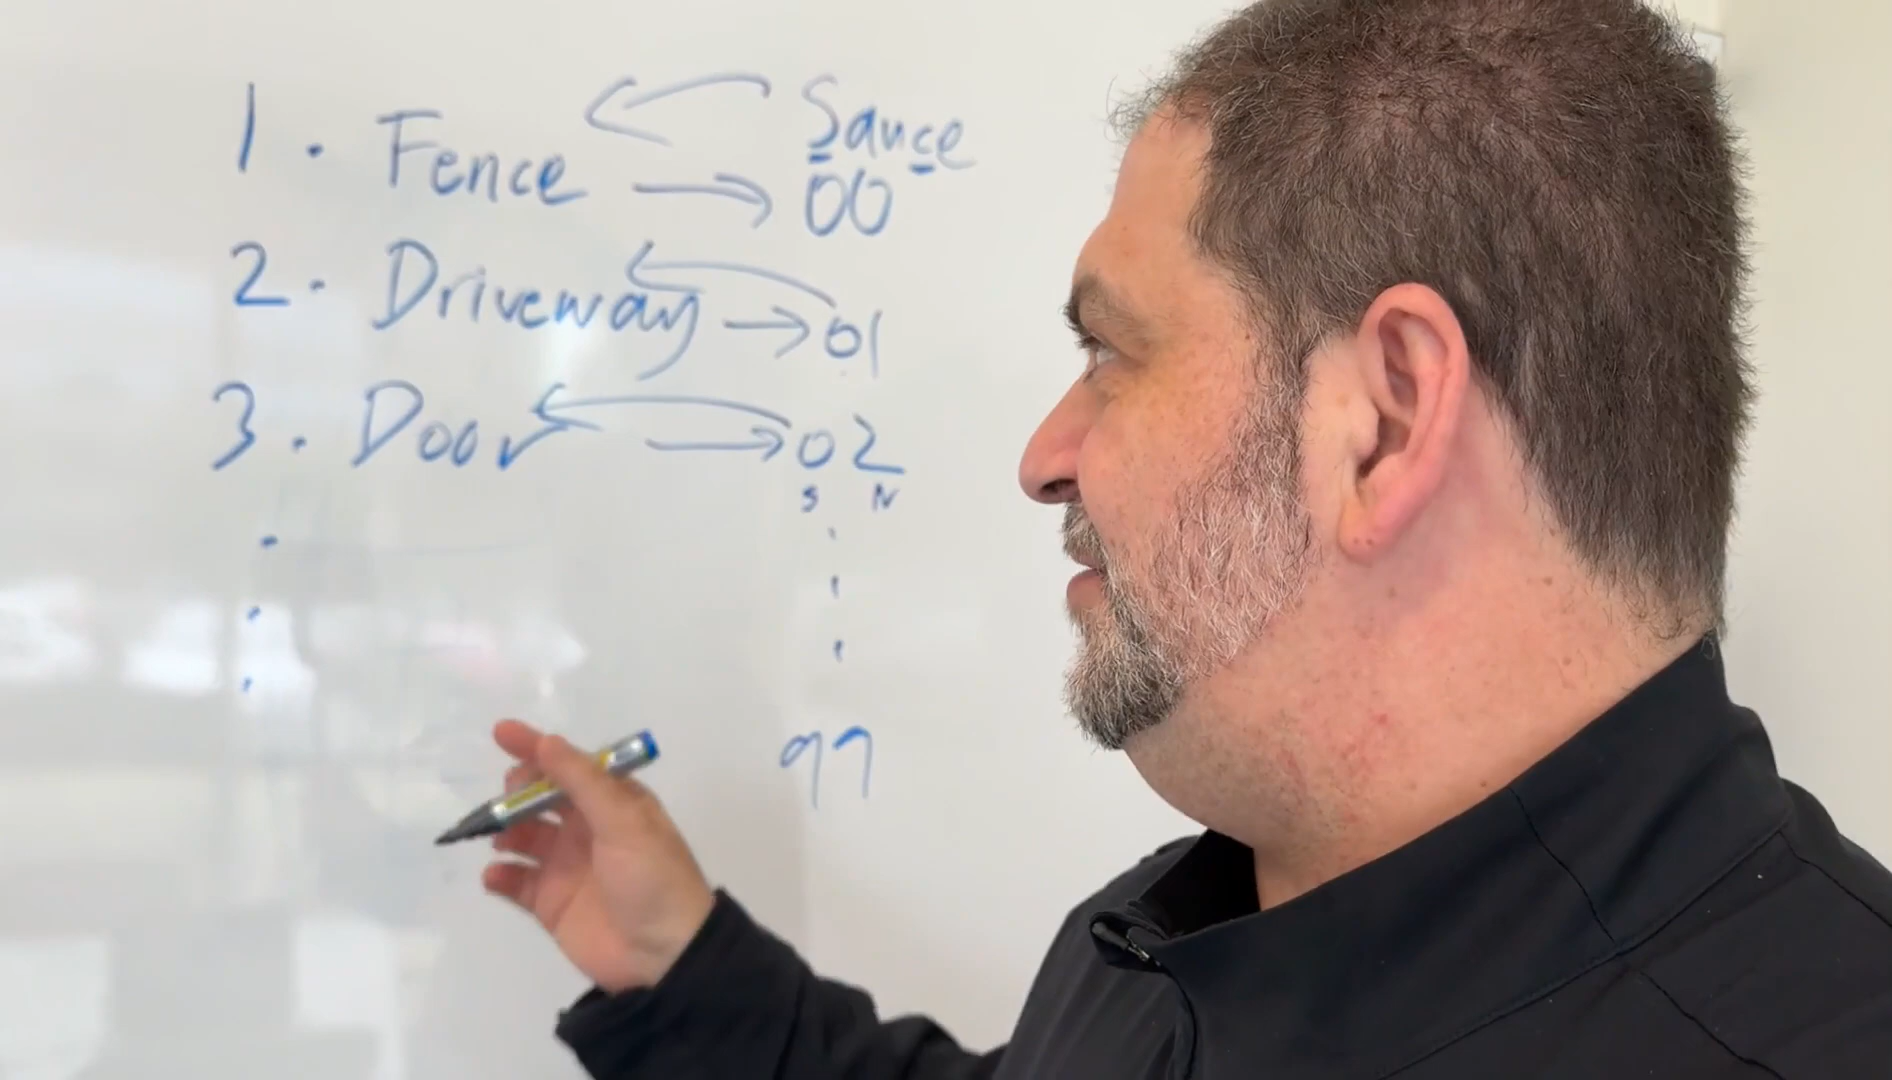 1. Fence Sauce
00
2. Driveway 01
3. Door 02
S N
99